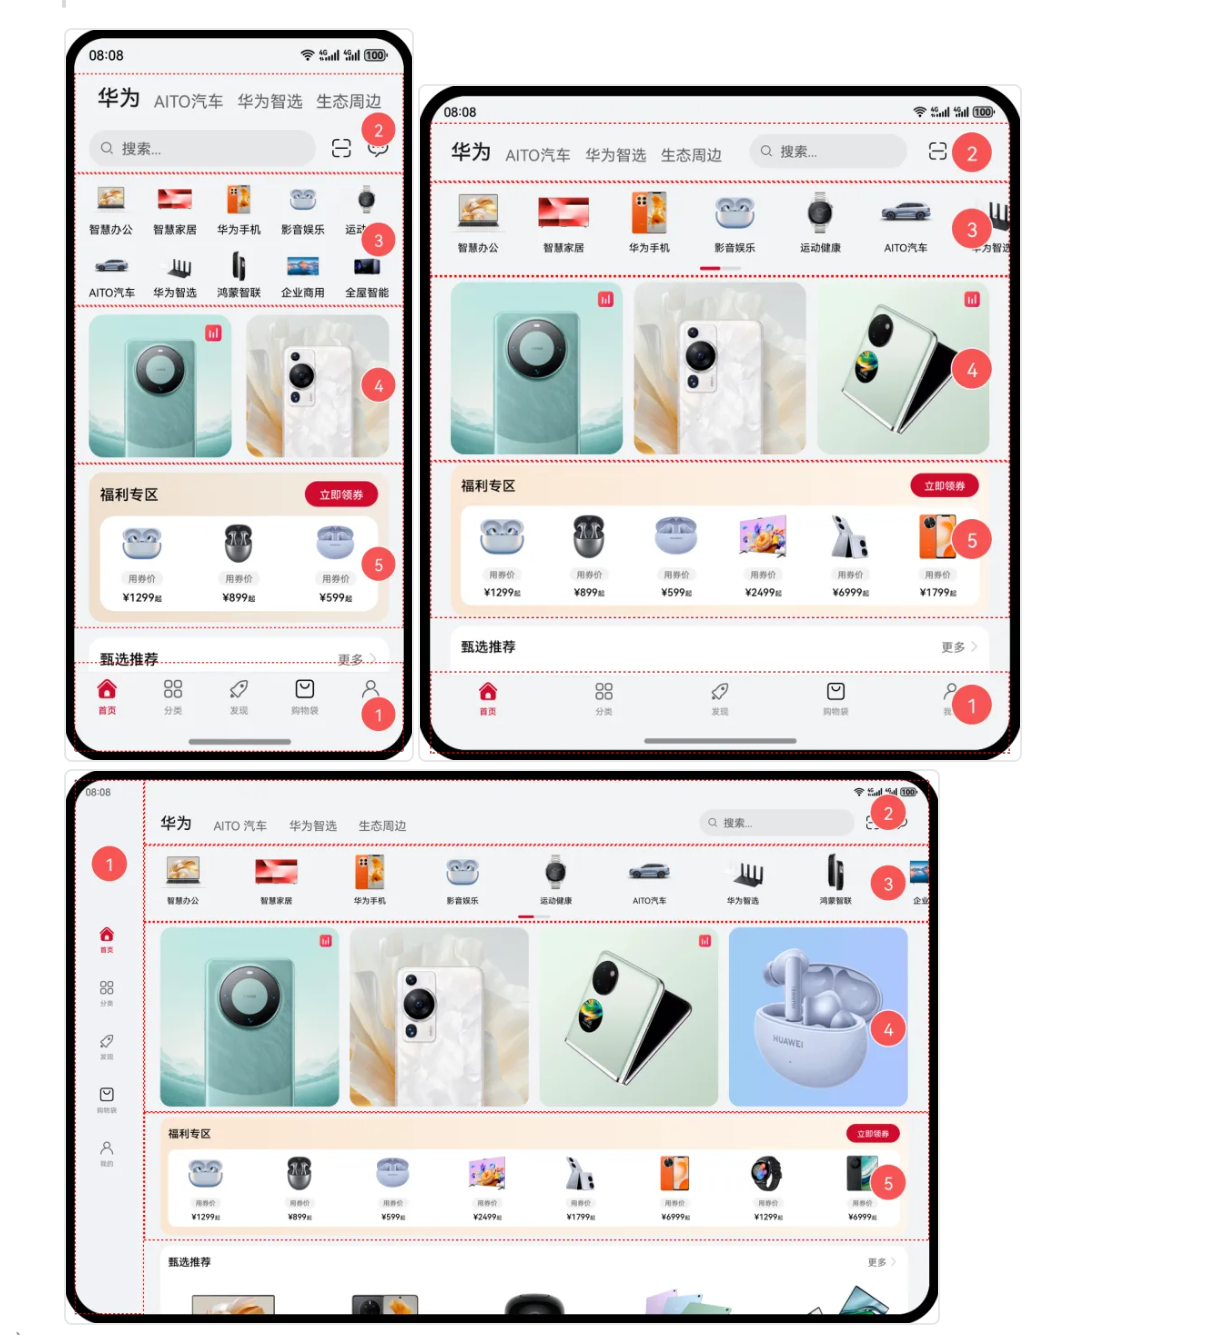 08:08 4G 4G 100
华为 AITO汽车 华为智选 生态周边
2
搜索...
智慧办公 智慧家居 华为手机 影音娱乐 运动
3
AITO汽车 华为智选 鸿蒙智联 企业商用 全屋智能
4
福利专区 立即领券
5
用券价 用券价 用券价
¥1299起 ¥899起 ¥599起
甄选推荐 更多
首页 分类 发现 购物袋
1
08:08 4G 4G 100
华为 AITO汽车 华为智选 生态周边 搜索... 2
3
智慧办公 智慧家居 华为手机 影音娱乐 运动健康 AITO汽车 华为智选
4
福利专区 立即领券
5
用券价 用券价 用券价 用券价 用券价 用券价
¥1299起 ¥899起 ¥599起 ¥2499起 ¥6999起 ¥1799起
甄选推荐 更多
首页 分类 发现 购物袋 我
1
08:08 4G 4G 100
华为 AITO 汽车 华为智选 生态周边 搜索... 2
1
首页
分类
发现
购物袋
我的
3
智慧办公 智慧家居 华为手机 影音娱乐 运动健康 AITO汽车 华为智选 鸿蒙智联 企业
HUAWEI
4
福利专区 立即领券
5
用券价 用券价 用券价 用券价 用券价 用券价 用券价 用券价
¥1299起 ¥899起 ¥599起 ¥2499起 ¥1799起 ¥6999起 ¥1299起 ¥6999起
甄选推荐 更多